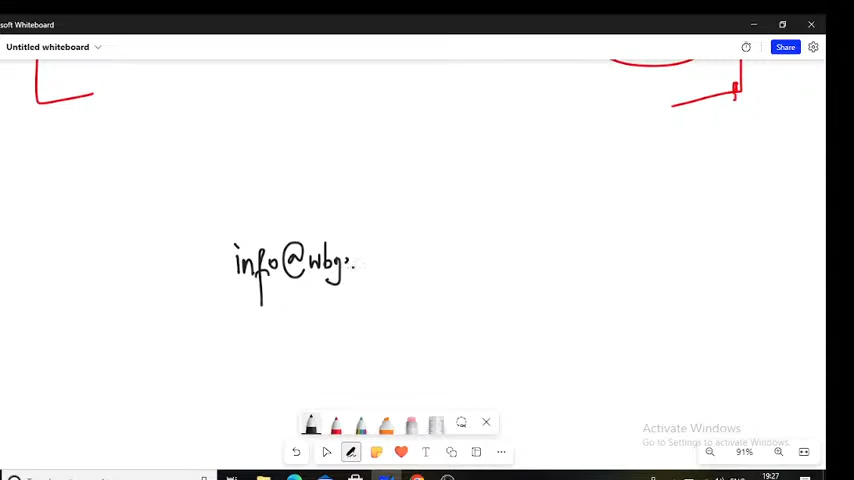 soft Whiteboard
Untitled whiteboard
Share
info@wbg.
Activate Windows
Go to Settings to activate Windows.
91%
19:27